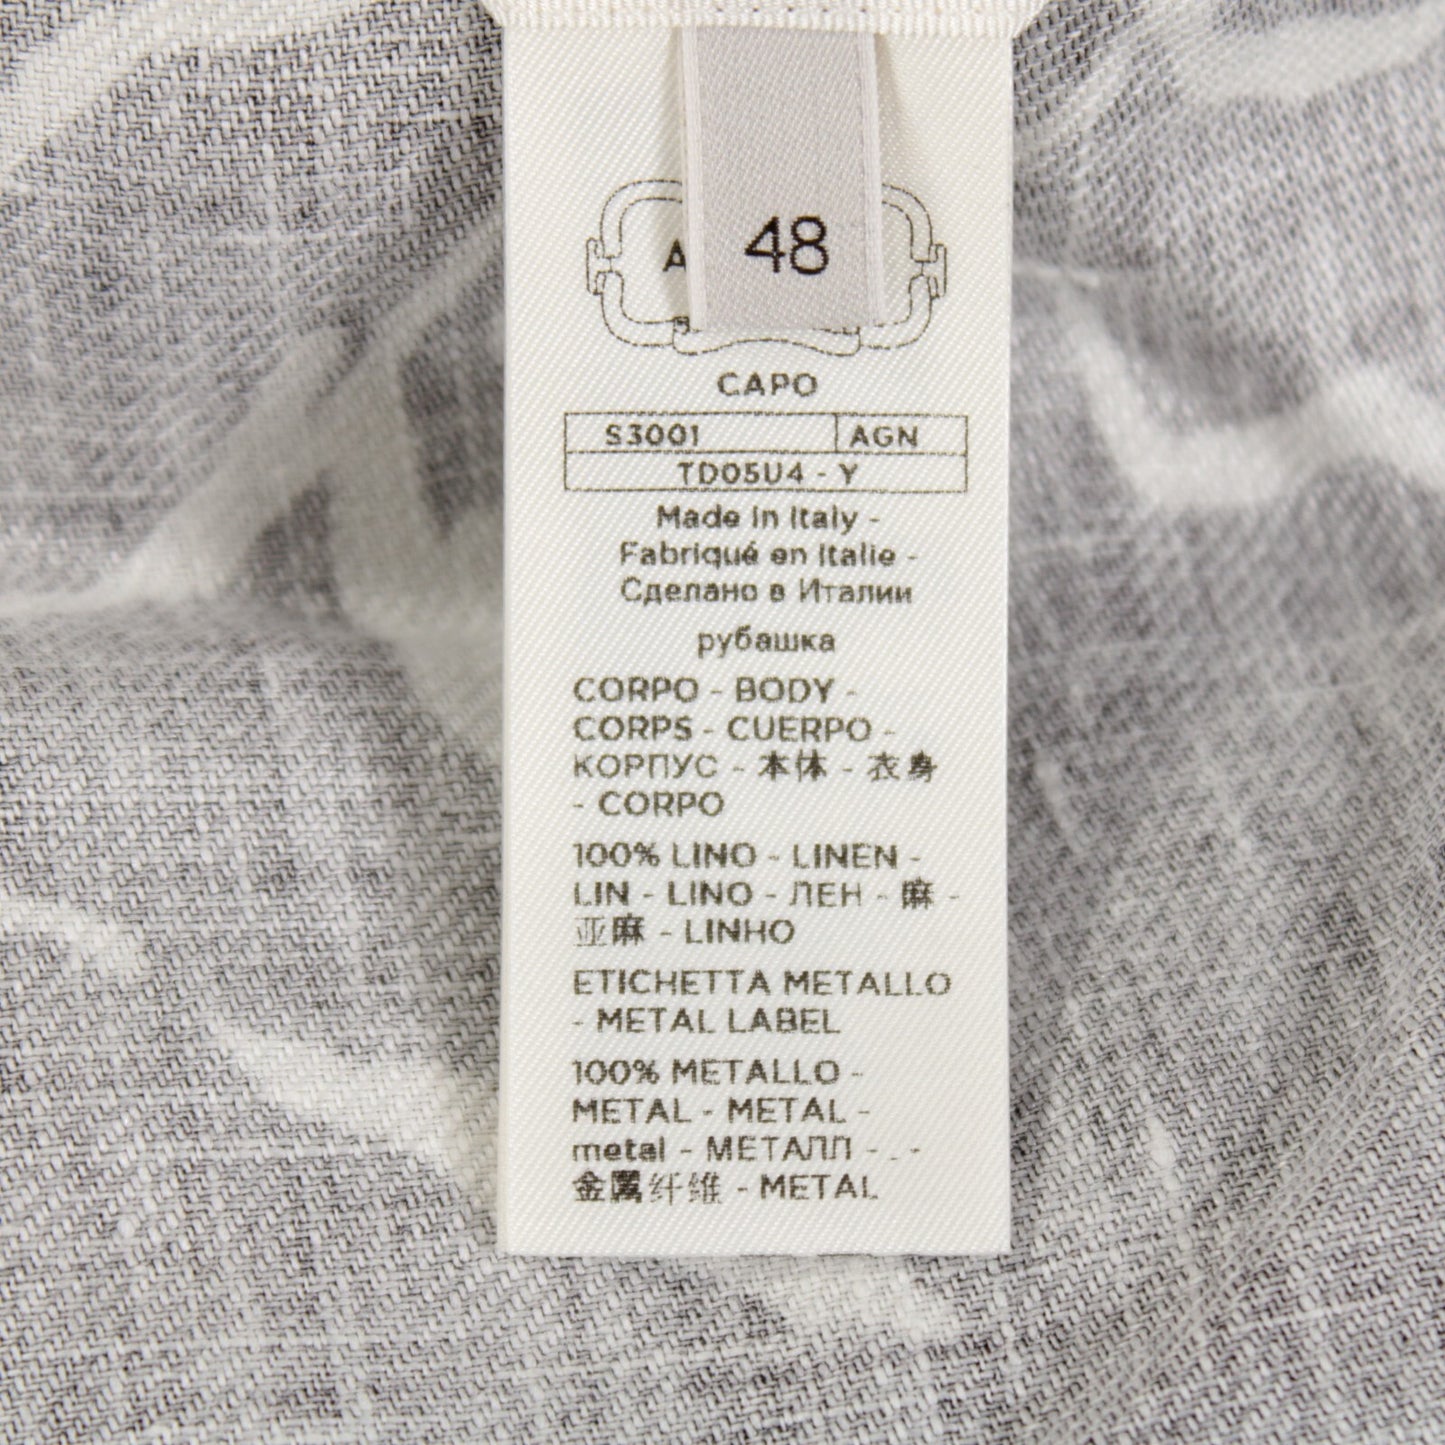 48
CAPO
S3001 AGN
TD05U4 - Y
Made in Italy -
Fabriqué en Italie -
Сделано в Италии
рубашка
CORPO - BODY -
CORPS - CUERPO -
КОРПУС - 本体 - 衣身
- CORPO
100% LINO - LINEN -
LIN - LINO - ЛЕН - 麻 -
亚麻 - LINHO
ETICHETTA METALLO
- METAL LABEL
100% METALLO -
METAL - METAL -
metal - МЕТАЛЛ - . -
金属纤维 - METAL